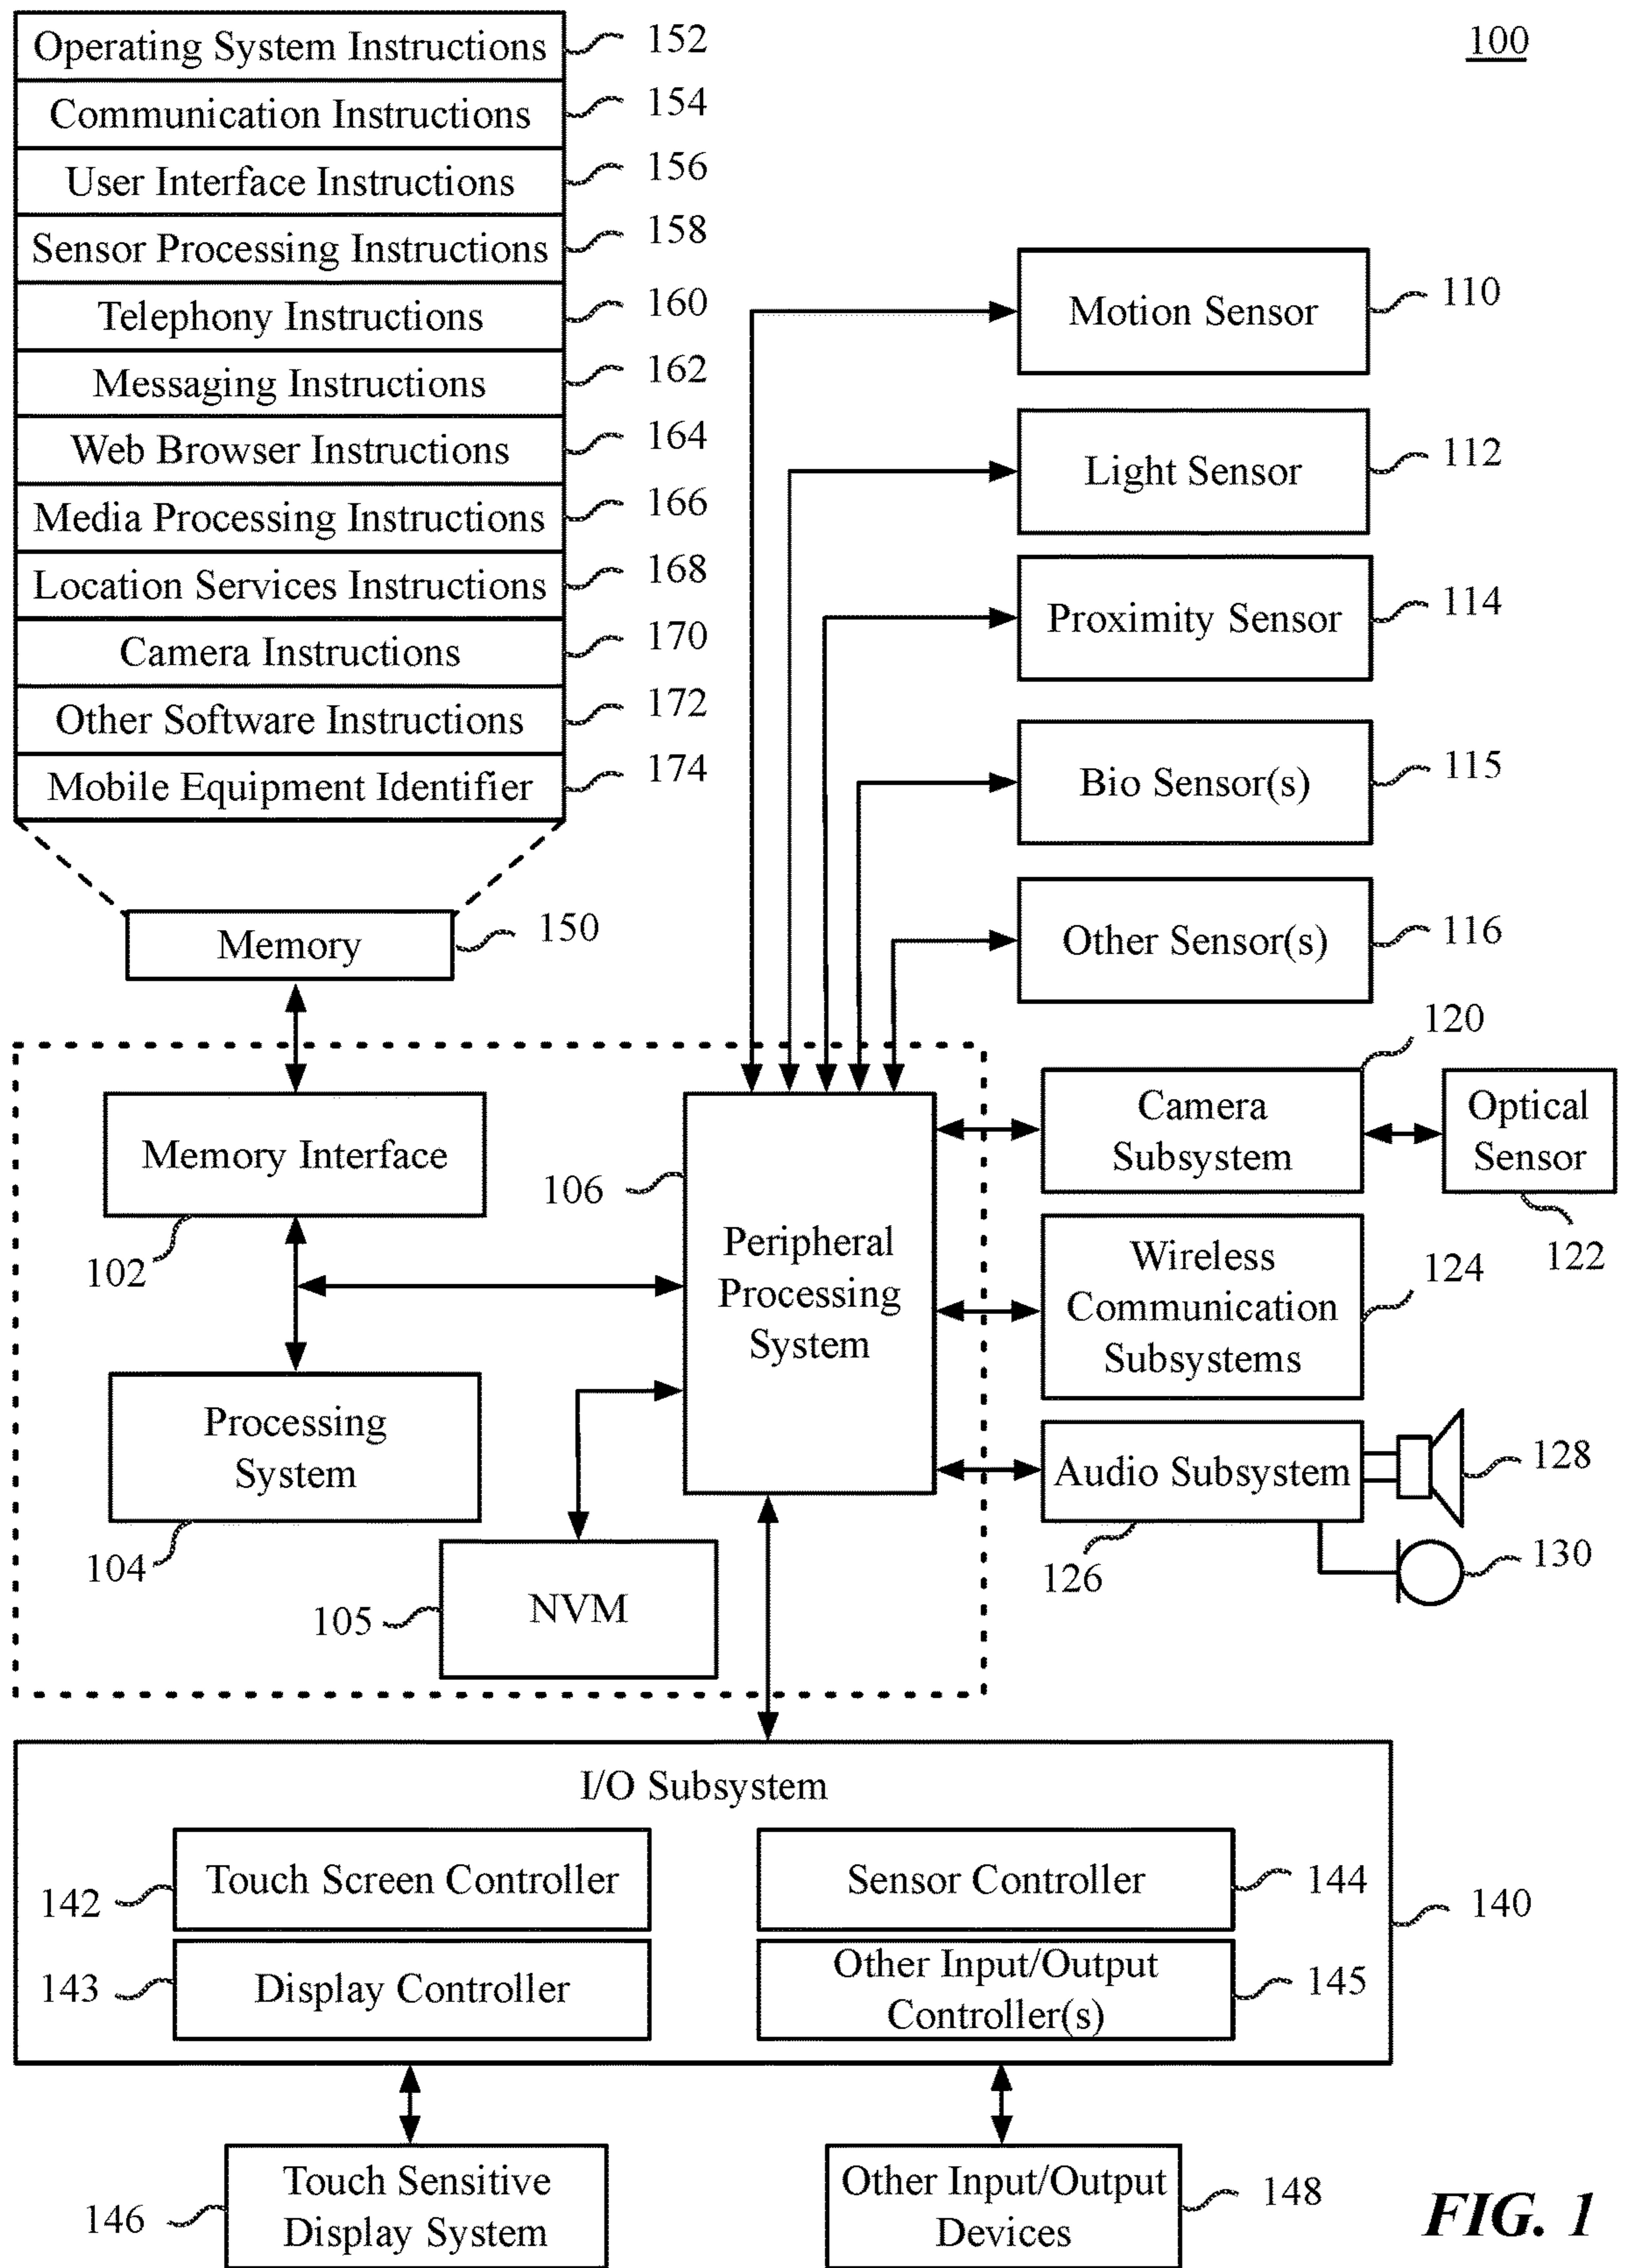 100
Operating System Instructions 152
Communication Instructions 154
User Interface Instructions 156
Sensor Processing Instructions 158
Telephony Instructions 160
Messaging Instructions 162
Web Browser Instructions 164
Media Processing Instructions 166
Location Services Instructions 168
Camera Instructions 170
Other Software Instructions 172
Mobile Equipment Identifier 174
Memory 150
Motion Sensor 110
Light Sensor 112
Proximity Sensor 114
Bio Sensor(s) 115
Other Sensor(s) 116
Memory Interface
102
Processing
System
104
105 NVM
106
Peripheral
Processing
System
120
Camera
Subsystem
Optical
Sensor
122
Wireless
Communication
Subsystems
124
Audio Subsystem
126
128
130
I/O Subsystem
140
142 Touch Screen Controller
143 Display Controller
Sensor Controller 144
Other Input/Output
Controller(s)
145
Touch Sensitive
Display System
146
Other Input/Output
Devices
148
FIG. 1